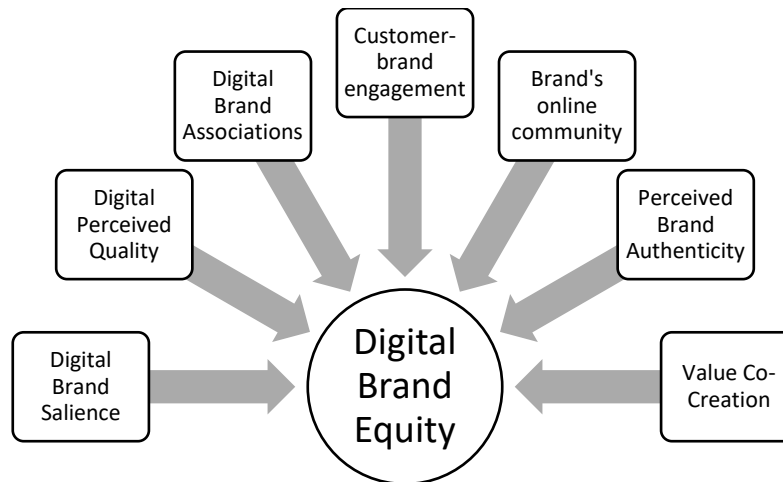 Customer-
brand
engagement
Digital
Brand
Associations
Brand's
online
community
Digital
Perceived
Quality
Perceived
Brand
Authenticity
Digital
Brand
Salience
Digital
Brand
Equity
Value Co-
Creation